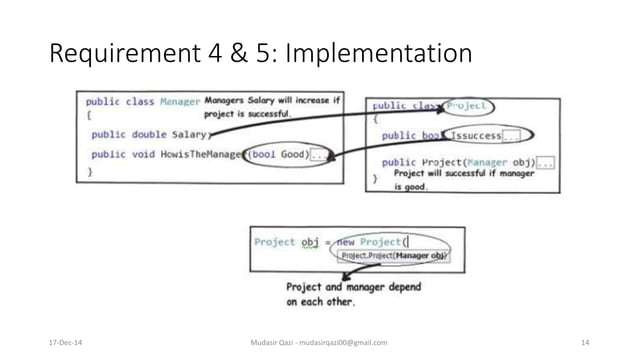 Requirement 4 & 5: Implementation
public class Manager Managers Salary will increase if
{ project is successful.
public double Salary;
public void HowisTheManager(bool Good)...
}
public class Project
{
public bool Issuccess...
public Project(Manager obj)...
} Project will successful if manager
is good.
Project obj = new Project(
Project.Project(Manager obj)
Project and manager depend
on each other.
17-Dec-14
Mudasir Qazi - mudasirqazi00@gmail.com
14